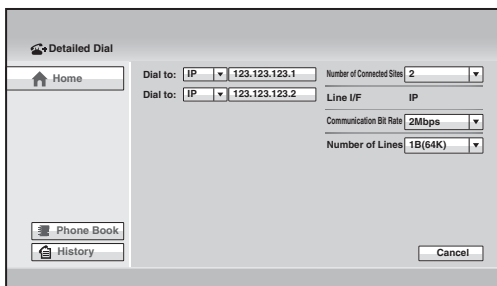 Detailed Dial
Home
Dial to: IP 123.123.123.1
Dial to: IP 123.123.123.2
Number of Connected Sites 2
Line I/F IP
Communication Bit Rate 2Mbps
Number of Lines 1B(64K)
Phone Book
History
Cancel